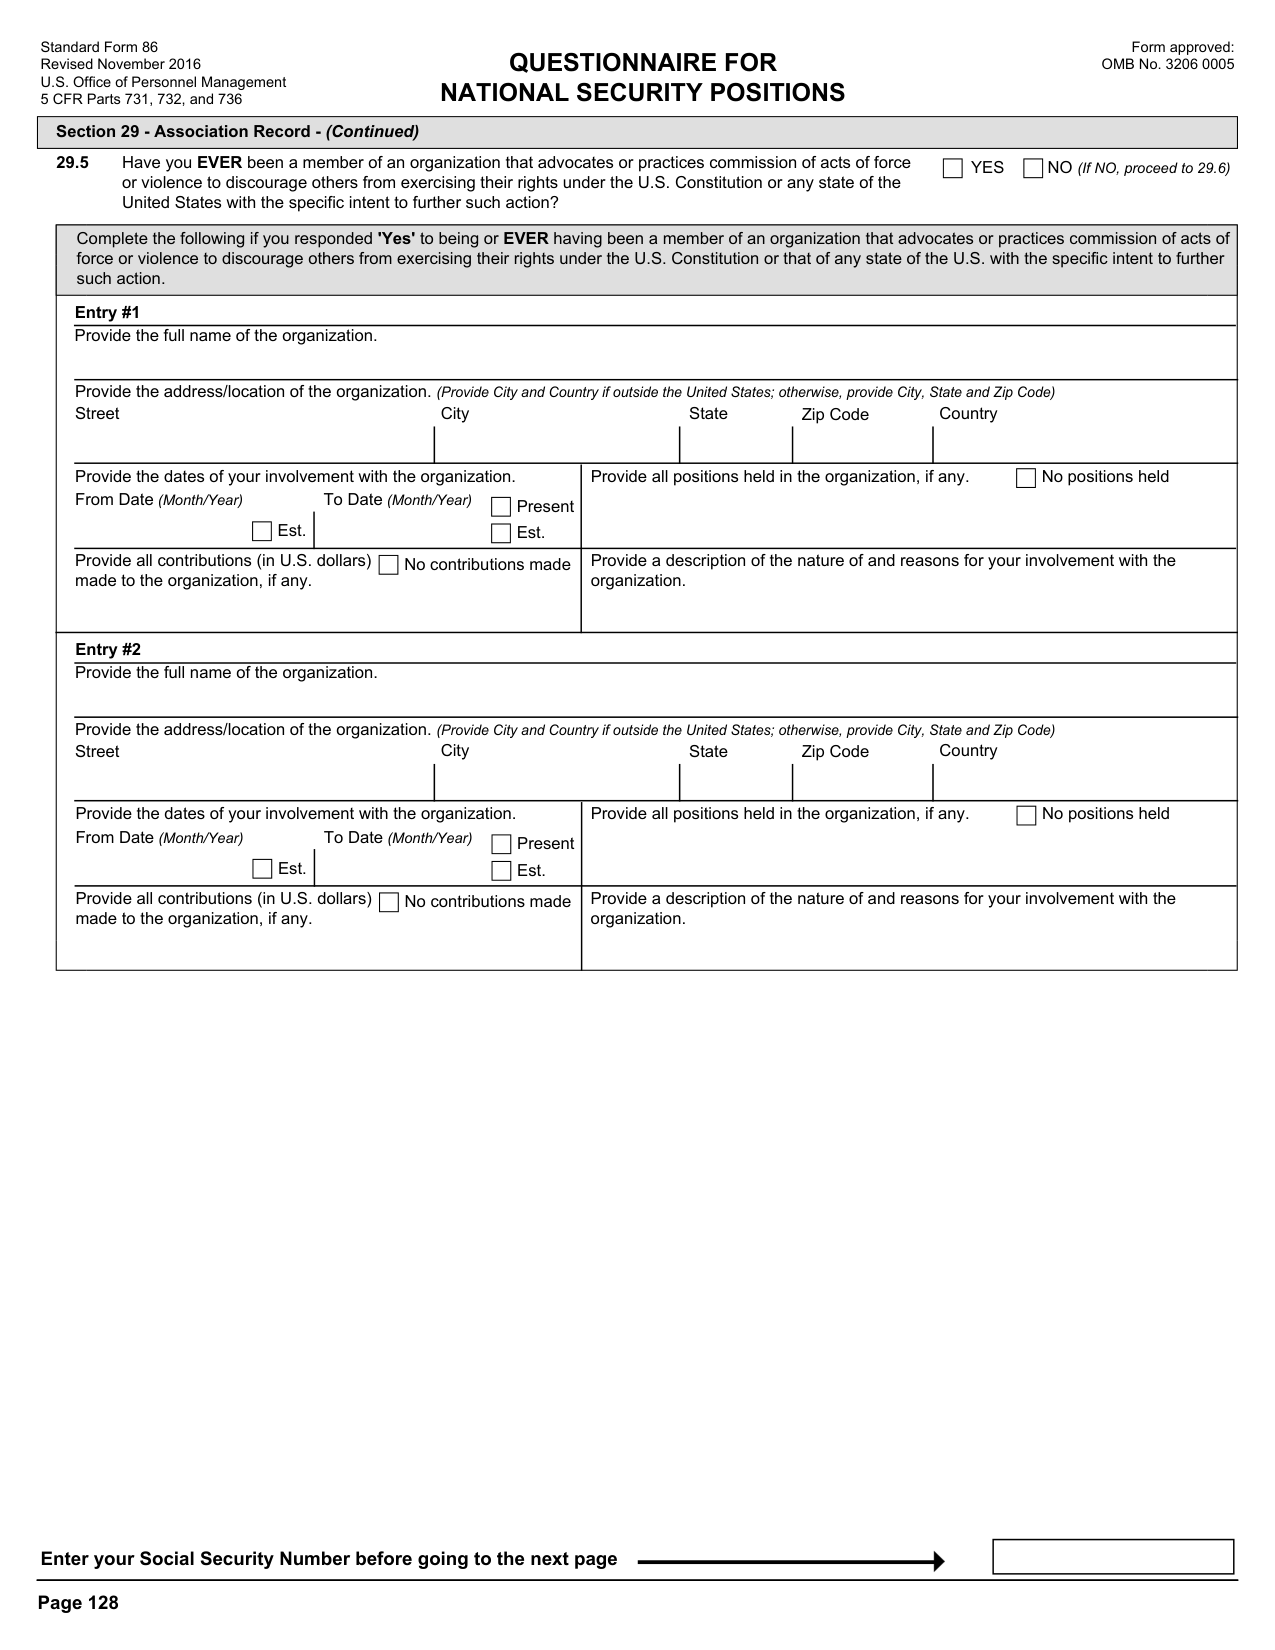 Standard Form 86
Revised November 2016
U.S. Office of Personnel Management
5 CFR Parts 731, 732, and 736
QUESTIONNAIRE FOR
NATIONAL SECURITY POSITIONS
Form approved:
OMB No. 3206 0005
Section 29 - Association Record - (Continued)
29.5 Have you EVER been a member of an organization that advocates or practices commission of acts of force
or violence to discourage others from exercising their rights under the U.S. Constitution or any state of the
United States with the specific intent to further such action?
YES NO (If NO, proceed to 29.6)
Complete the following if you responded 'Yes' to being or EVER having been a member of an organization that advocates or practices commission of acts of
force or violence to discourage others from exercising their rights under the U.S. Constitution or that of any state of the U.S. with the specific intent to further
such action.
Entry #1
Provide the full name of the organization.
Provide the address/location of the organization. (Provide City and Country if outside the United States; otherwise, provide City, State and Zip Code)
Street City State Zip Code Country
Provide the dates of your involvement with the organization.
From Date (Month/Year) To Date (Month/Year) Present
Est. Est.
Provide all positions held in the organization, if any. No positions held
Provide all contributions (in U.S. dollars) No contributions made
made to the organization, if any.
Provide a description of the nature of and reasons for your involvement with the
organization.
Entry #2
Provide the full name of the organization.
Provide the address/location of the organization. (Provide City and Country if outside the United States; otherwise, provide City, State and Zip Code)
Street City State Zip Code Country
Provide the dates of your involvement with the organization.
From Date (Month/Year) To Date (Month/Year) Present
Est. Est.
Provide all positions held in the organization, if any. No positions held
Provide all contributions (in U.S. dollars) No contributions made
made to the organization, if any.
Provide a description of the nature of and reasons for your involvement with the
organization.
Enter your Social Security Number before going to the next page
Page 128